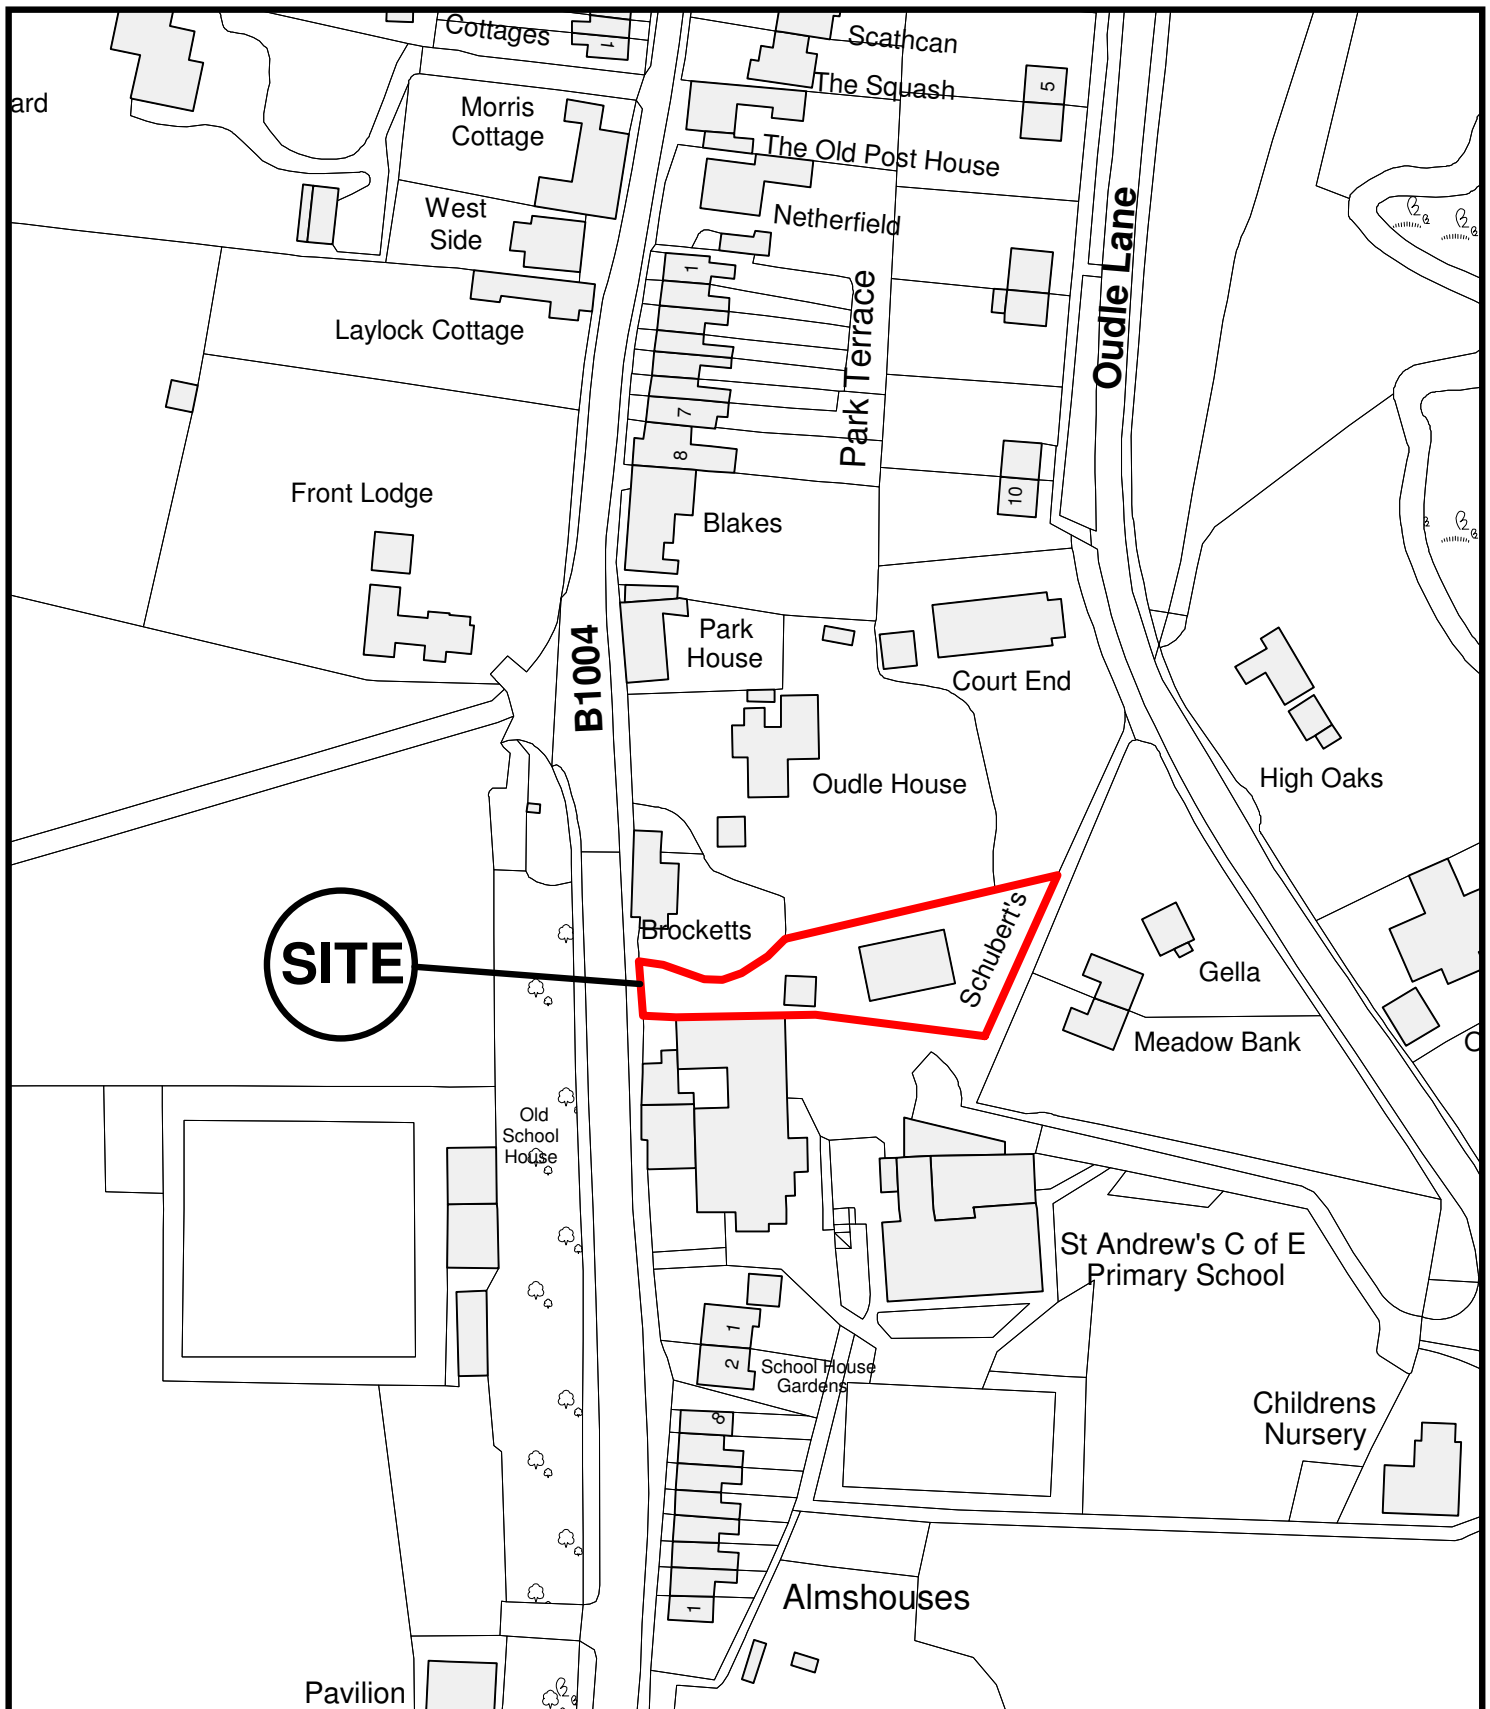 Cottages
1
Scathcan
The Squash
5
ard
Morris
Cottage
The Old Post House
West
Side
Netherfield
Oudle Lane
1
Laylock Cottage
Park Terrace
7
8
Front Lodge
10
Blakes
B1004
Park
House
Court End
Oudle House
High Oaks
Brocketts
SITE
Schubert's
Gella
Meadow Bank
C
Old
School
House
St Andrew's C of E
Primary School
1
2
School House
Gardens
8
Childrens
Nursery
1
Almshouses
Pavilion